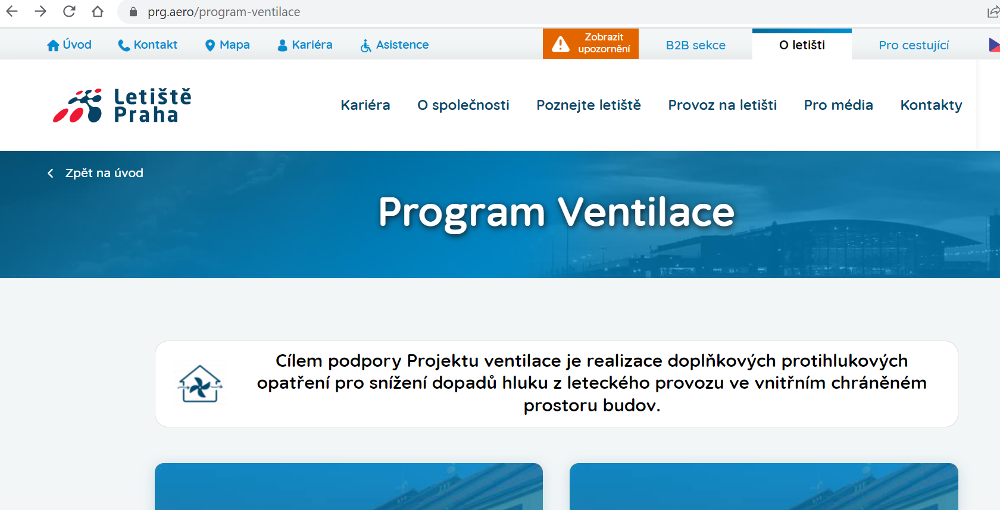 prg.aero/program-ventilace
Úvod
Kontakt
Mapa
Kariéra
Asistence
Zobrazit
upozornění
B2B sekce
O letišti
Pro cestující
Letiště
Praha
Kariéra
O společnosti
Poznejte letiště
Provoz na letišti
Pro média
Kontakty
Zpět na úvod
Program Ventilace
Cílem podpory Projektu ventilace je realizace doplňkových protihlukových
opatření pro snížení dopadů hluku z leteckého provozu ve vnitřním chráněném
prostoru budov.